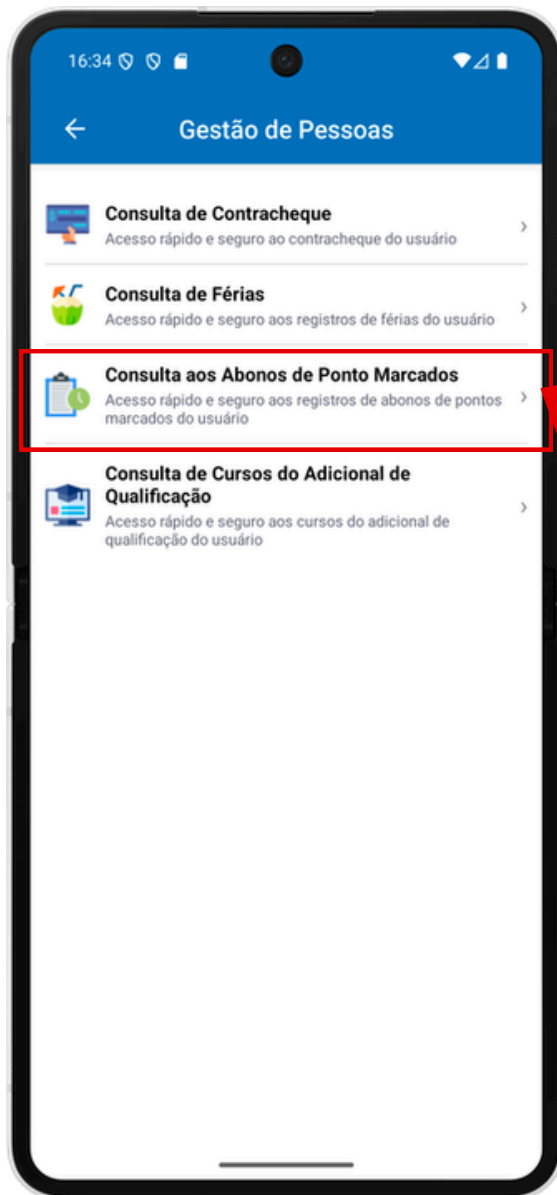 16:34
Gestão de Pessoas
Consulta de Contracheque
Acesso rápido e seguro ao contracheque do usuário
Consulta de Férias
Acesso rápido e seguro aos registros de férias do usuário
Consulta aos Abonos de Ponto Marcados
Acesso rápido e seguro aos registros de abonos de pontos
marcados do usuário
Consulta de Cursos do Adicional de
Qualificação
Acesso rápido e seguro aos cursos do adicional de
qualificação do usuário